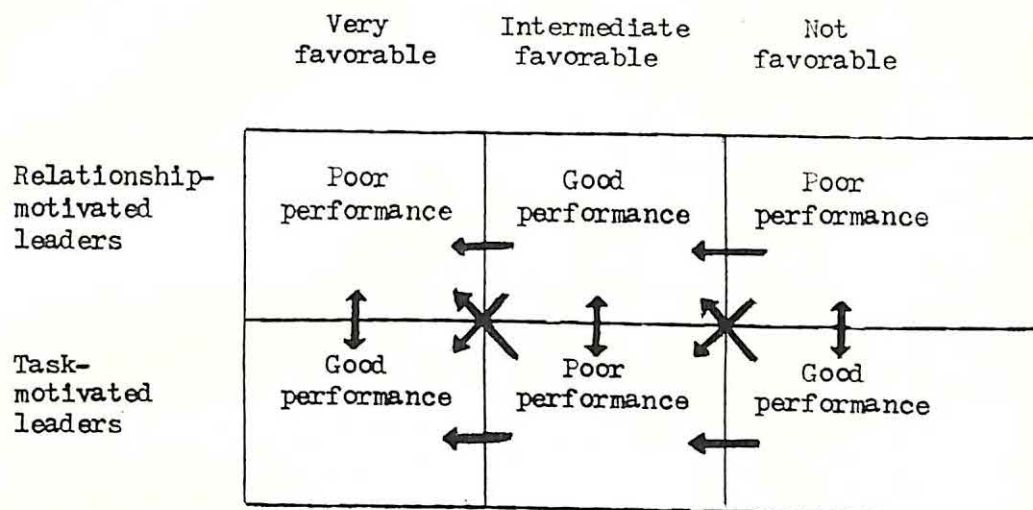 Very
favorable
Intermediate
favorable
Not
favorable
Relationship-
motivated
leaders
Poor
performance
Good
performance
Poor
performance
Task-
motivated
leaders
Good
performance
Poor
performance
Good
performance